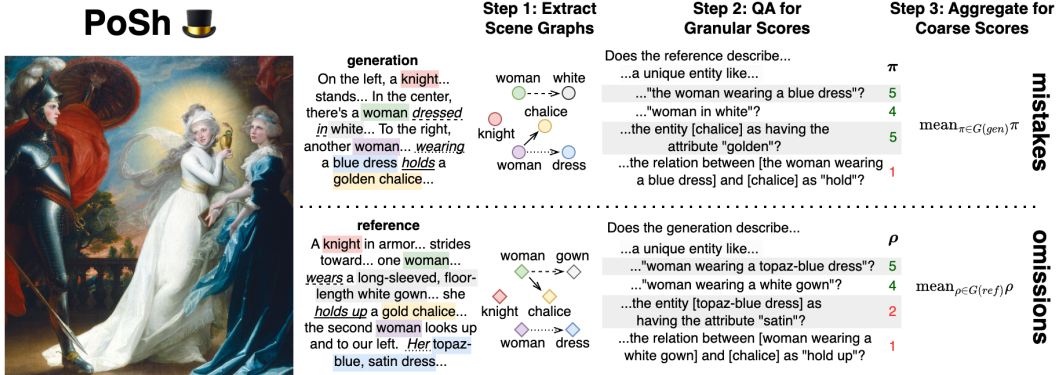 PoSh 🎩
Step 1: Extract
Scene Graphs
Step 2: QA for
Granular Scores
Step 3: Aggregate for
Coarse Scores
generation
On the left, a knight...
stands... In the center,
there's a woman dressed
in white... To the right,
another woman... wearing
a blue dress holds a
golden chalice...
woman white
chalice
knight
woman dress
Does the reference describe...
...a unique entity like...
π
..."the woman wearing a blue dress"? 5
..."woman in white"? 4
...the entity [chalice] as having the
attribute "golden"? 5
...the relation between [the woman wearing
a blue dress] and [chalice] as "hold"? 1
mean_{π∈G(gen)}π
mistakes
reference
A knight in armor... strides
toward... one woman...
wears a long-sleeved, floor-
length white gown... she
holds up a gold chalice...
the second woman looks up
and to our left. Her topaz-
blue, satin dress...
woman gown
knight chalice
woman dress
Does the generation describe...
...a unique entity like...
ρ
..."woman wearing a topaz-blue dress"? 5
..."woman wearing a white gown"? 4
...the entity [topaz-blue dress] as
having the attribute "satin"? 2
...the relation between [woman wearing a
white gown] and [chalice] as "hold up"? 1
mean_{ρ∈G(ref)}ρ
omissions